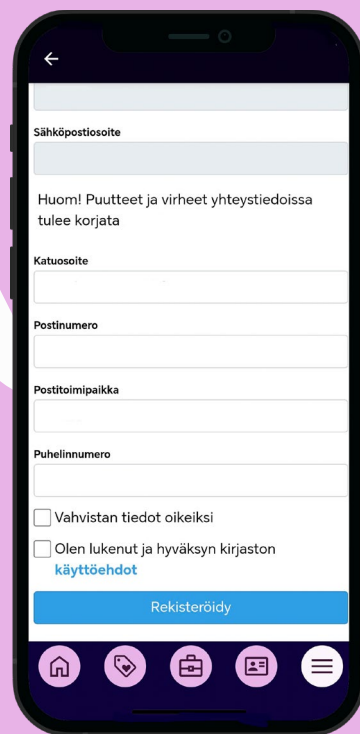 Sähköpostiosoite
Huom! Puutteet ja virheet yhteystiedoissa
tulee korjata
Katuosoite
Postinumero
Postitoimipaikka
Puhelinnumero
Vahvistan tiedot oikeiksi
Olen lukenut ja hyväksyn kirjaston
käyttöehdot
Rekisteröidy